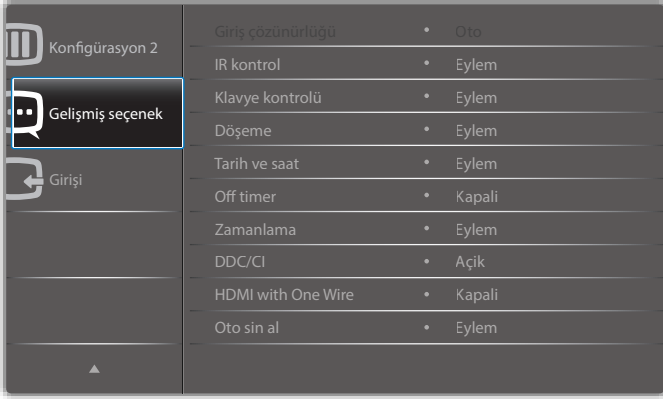 Konfigürasyon 2
Gelişmiş seçenek
Girişi
Giriş çözünürlüğü • Oto
IR kontrol • Eylem
Klavye kontrolü • Eylem
Döşeme • Eylem
Tarih ve saat • Eylem
Off timer • Kapali
Zamanlama • Eylem
DDC/CI • Açik
HDMI with One Wire • Kapali
Oto sin al • Eylem